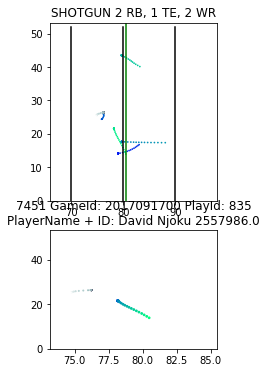 SHOTGUN 2 RB, 1 TE, 2 WR
50
40
30
20
10
0
70 80 90
7451 GameId: 2017091700 PlayId: 835
PlayerName + ID: David Njoku 2557986.0
40
20
0
75.0 77.5 80.0 82.5 85.0